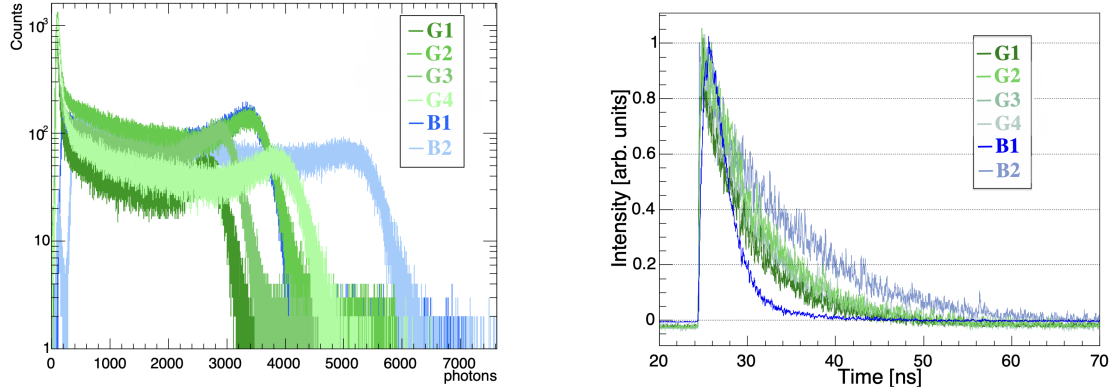 Counts
10³
10²
10
1
G1
G2
G3
G4
B1
B2
0 1000 2000 3000 4000 5000 6000 7000
photons
Intensity [arb. units]
1
0.8
0.6
0.4
0.2
0
G1
G2
G3
G4
B1
B2
20 30 40 50 60 70
Time [ns]